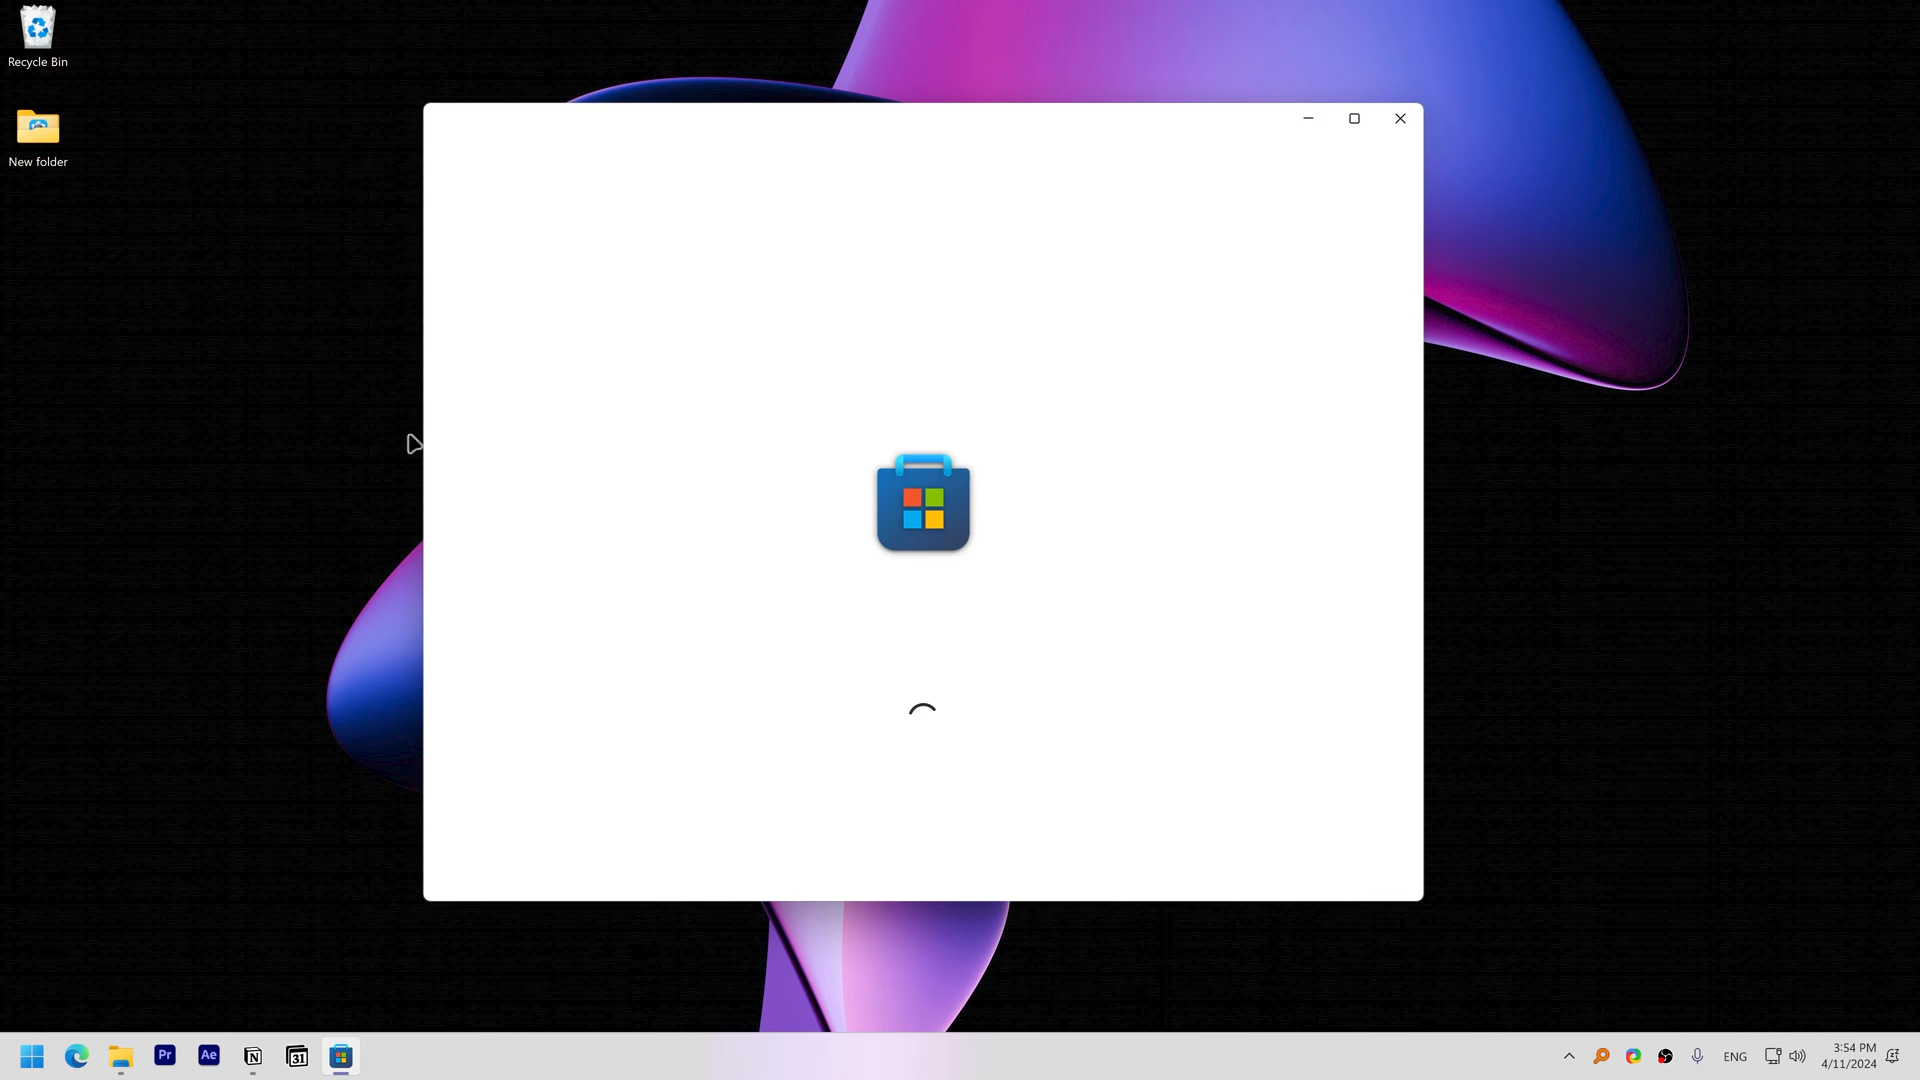 Recycle Bin
New folder
Pr
Ae
N
31
ENG
3:54 PM
4/11/2024